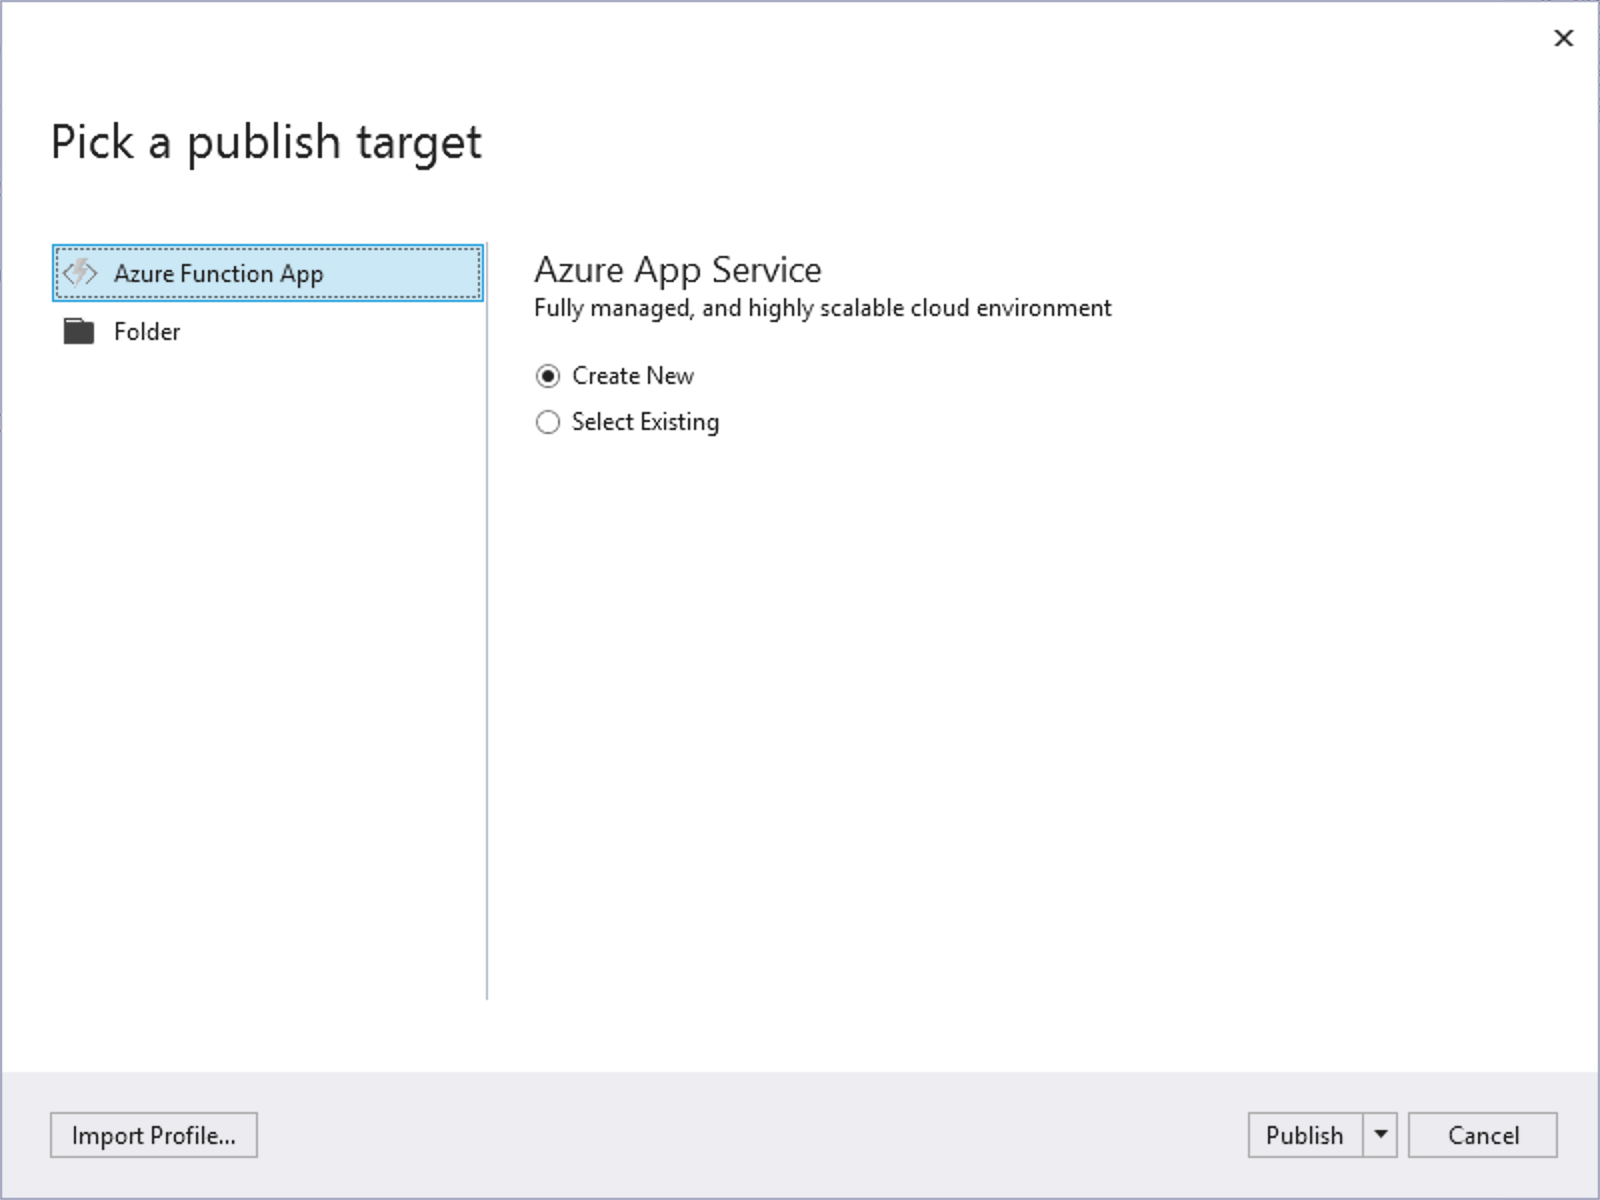 Pick a publish target
Azure Function App
Folder
Azure App Service
Fully managed, and highly scalable cloud environment
Create New
Select Existing
Import Profile...
Publish
Cancel